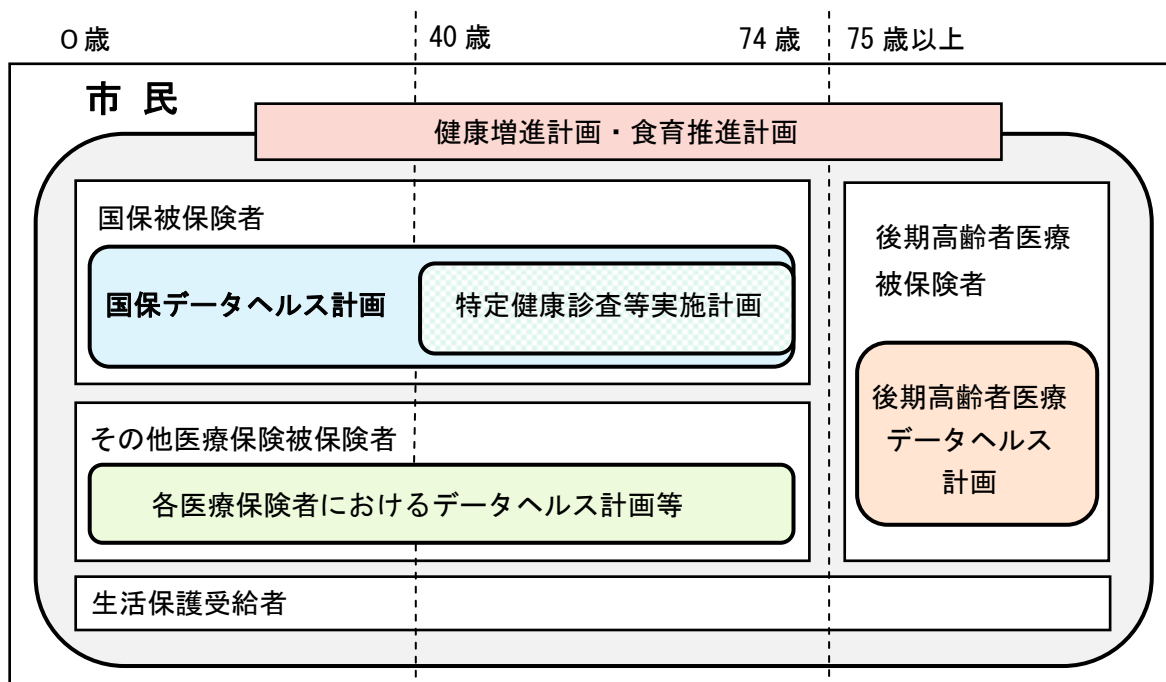 0歳
40歳
74歳
75歳以上
市民
健康増進計画・食育推進計画
国保被保険者
国保データヘルス計画
特定健康診査等実施計画
後期高齢者医療
被保険者
後期高齢者医療
データヘルス
計画
その他医療保険被保険者
各医療保険者におけるデータヘルス計画等
生活保護受給者